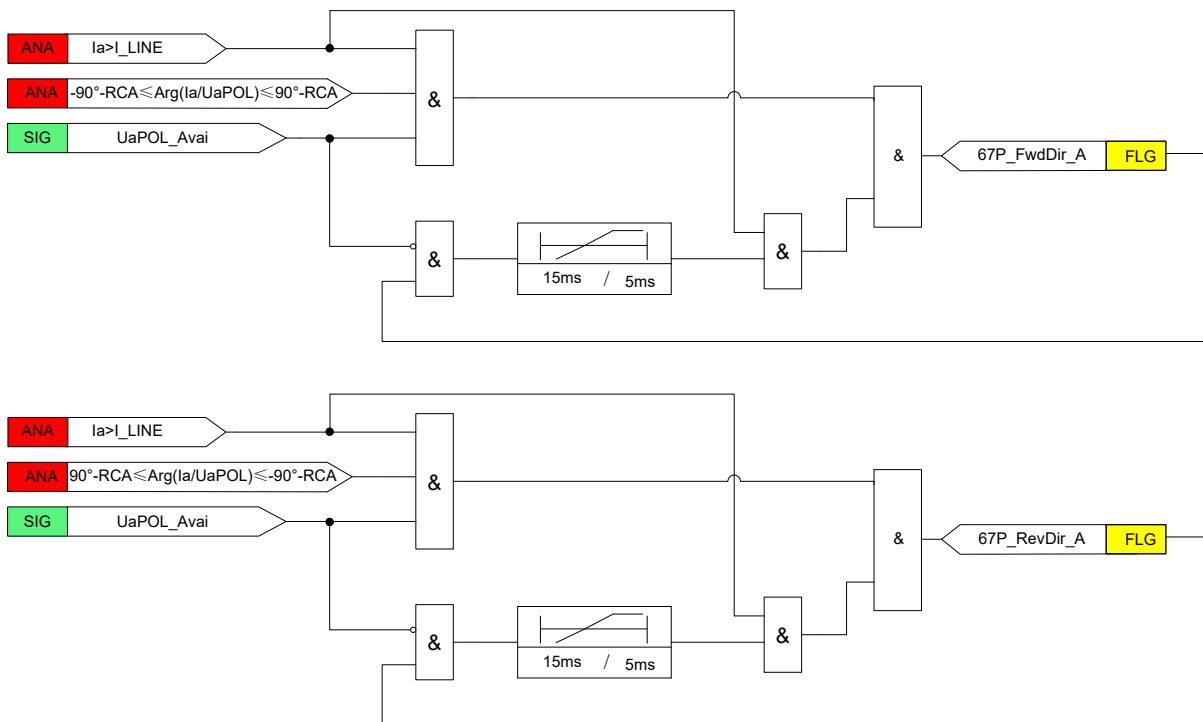 ANA Ia>I_LINE
&
ANA -90°-RCA≤Arg(Ia/UaPOL)≤90°-RCA
&
67P_FwdDir_A FLG
SIG UaPOL_Avai
&
&
15ms / 5ms
ANA Ia>I_LINE
&
ANA 90°-RCA≤Arg(Ia/UaPOL)≤-90°-RCA
&
67P_RevDir_A FLG
SIG UaPOL_Avai
&
&
15ms / 5ms